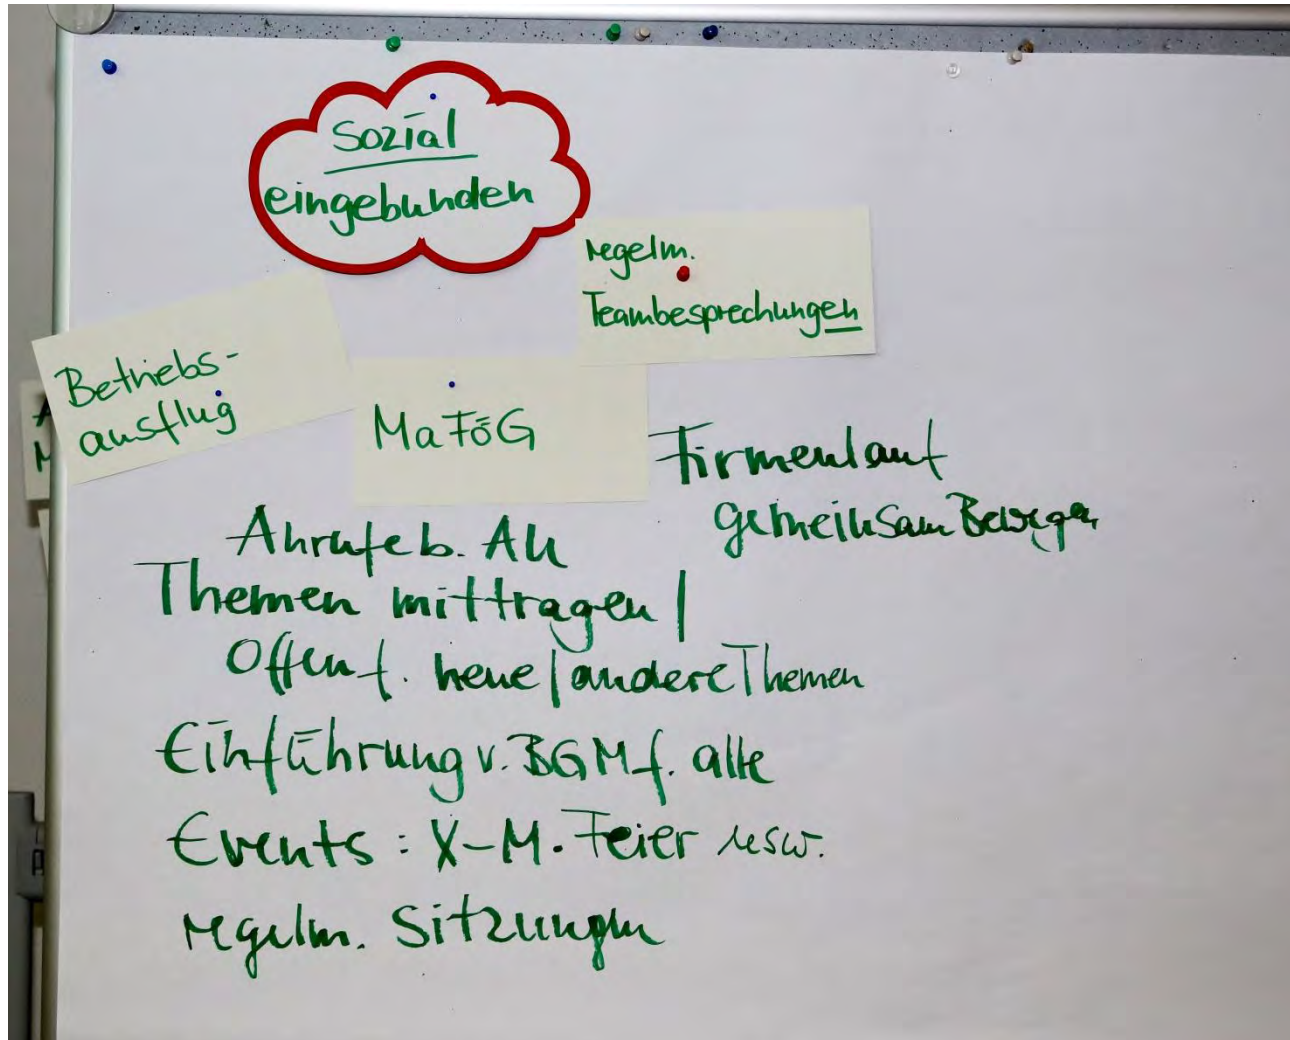 Sozial
eingebunden
regelm.
Teambesprechungen
Betriebs-
ausflug
MaFöG
Firmenlauf
gemeinsam Bewegen
Anrufe b. AU
Themen mittragen /
Offen f. neue / andere Themen
Einführung v. BGM f. alle
Events: X-M. Feier usw.
regelm. Sitzungen